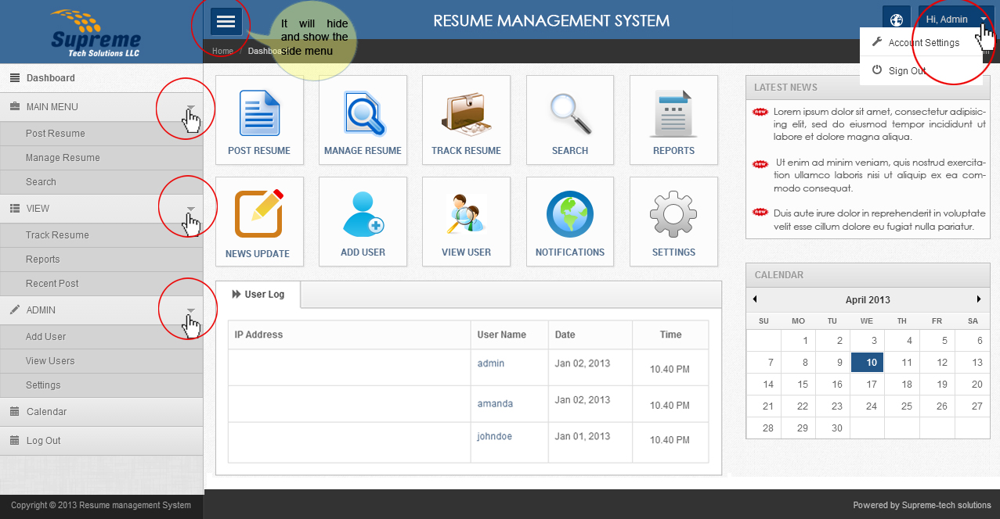 Supreme
Tech Solutions LLC
It will hide
and show the
side menu
RESUME MANAGEMENT SYSTEM
Hi, Admin
Account Settings
Sign Out
Home / Dashboa
Dashboard
MAIN MENU
Post Resume
Manage Resume
Search
VIEW
Track Resume
Reports
Recent Post
ADMIN
Add User
View Users
Settings
Calendar
Log Out
POST RESUME
MANAGE RESUME
TRACK RESUME
SEARCH
REPORTS
NEWS UPDATE
ADD USER
VIEW USER
NOTIFICATIONS
SETTINGS
User Log
IP Address User Name Date Time
admin Jan 02, 2013 10.40 PM
amanda Jan 02, 2013 10.40 PM
johndoe Jan 01, 2013 10.40 PM
LATEST NEWS
new Lorem ipsum dolor sit amet, consectetur adipisic-
ing elit, sed do eiusmod tempor incididunt ut
labore et dolore magna aliqua.
new Ut enim ad minim veniam, quis nostrud exercita-
tion ullamco laboris nisi ut aliquip ex ea com-
modo consequat.
new Duis aute irure dolor in reprehenderit in voluptate
velit esse cillum dolore eu fugiat nulla pariatur.
CALENDAR
April 2013
SU MO TU WE TH FR SA
1 2 3 4 5 6
7 8 9 10 11 12 13
14 15 16 17 18 19 20
21 22 23 24 25 26 27
28 29 30
Copyright © 2013 Resume management System
Powered by Supreme-tech solutions